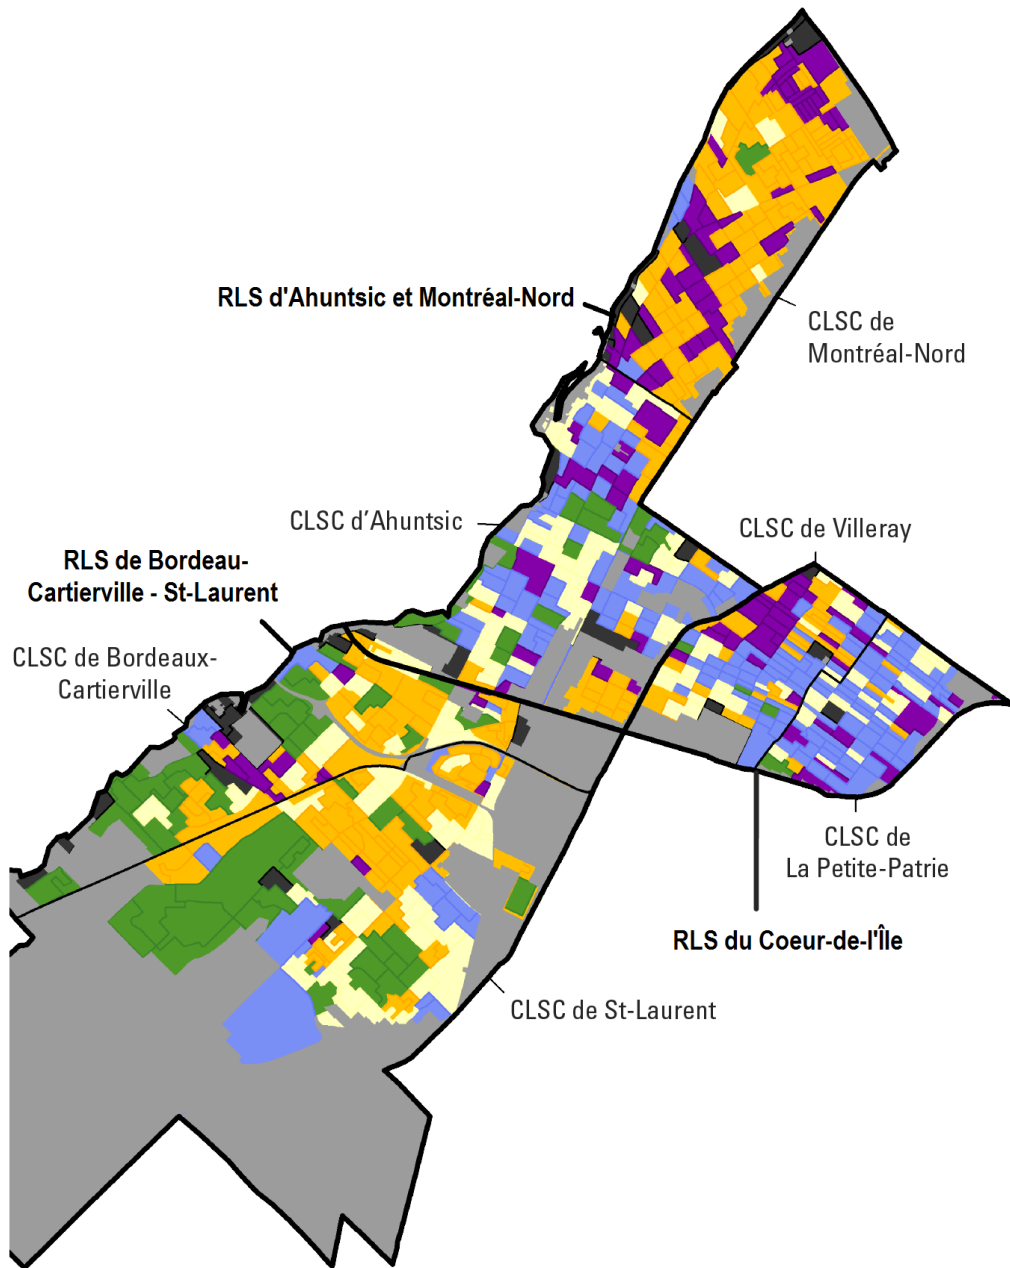 RLS d'Ahuntsic et Montréal-Nord
CLSC de
Montréal-Nord
CLSC d'Ahuntsic
CLSC de Villeray
RLS de Bordeau-
Cartierville - St-Laurent
CLSC de Bordeaux-
Cartierville
CLSC de
La Petite-Patrie
RLS du Coeur-de-l'Île
CLSC de St-Laurent